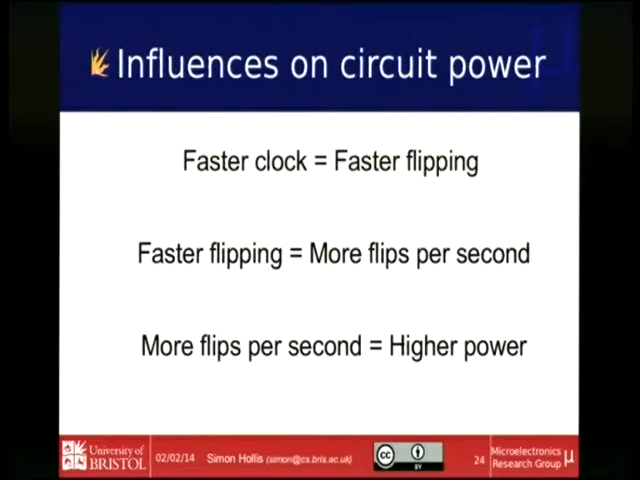 Influences on circuit power
Faster clock = Faster flipping
Faster flipping = More flips per second
More flips per second = Higher power
University of
BRISTOL
02/02/14
Simon Hollis (simon@cs.bris.ac.uk)
cc
BY
24
Microelectronics
Research Group
μ